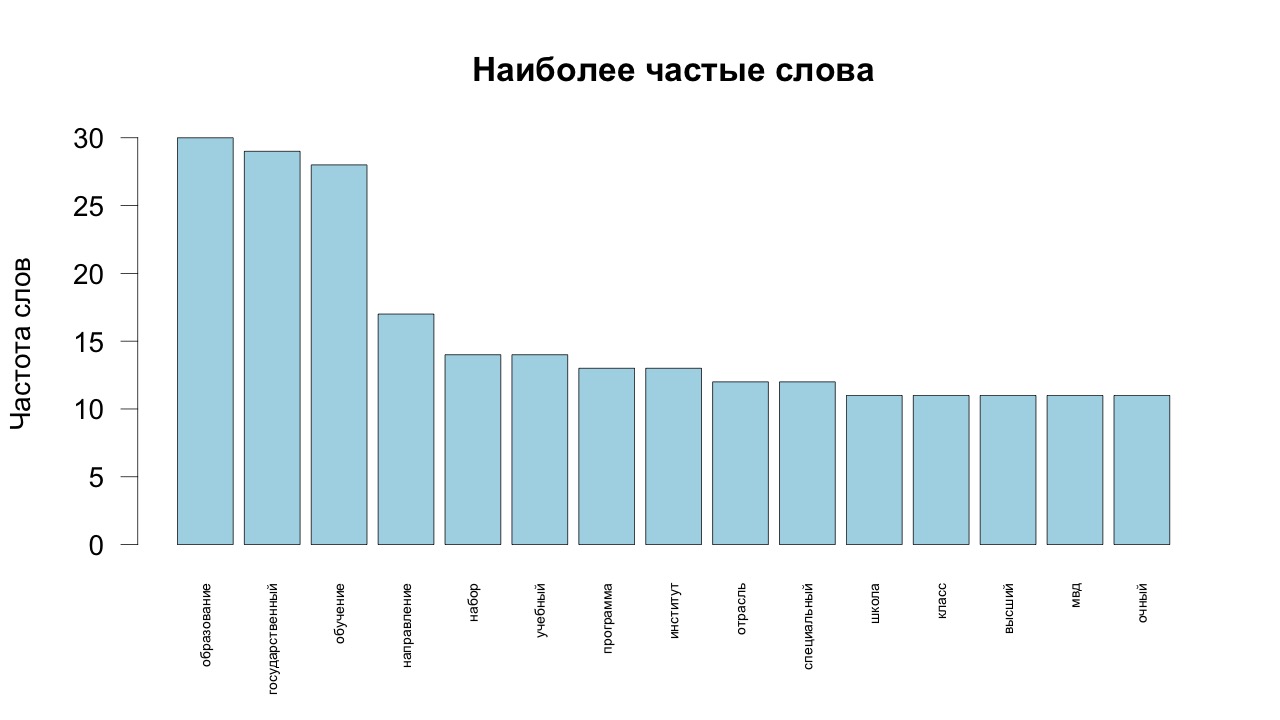 Наиболее частые слова
Частота слов
30
25
20
15
10
5
0
образование
государственный
обучение
направление
набор
учебный
программа
институт
отрасль
специальный
школа
класс
высший
мвд
очный